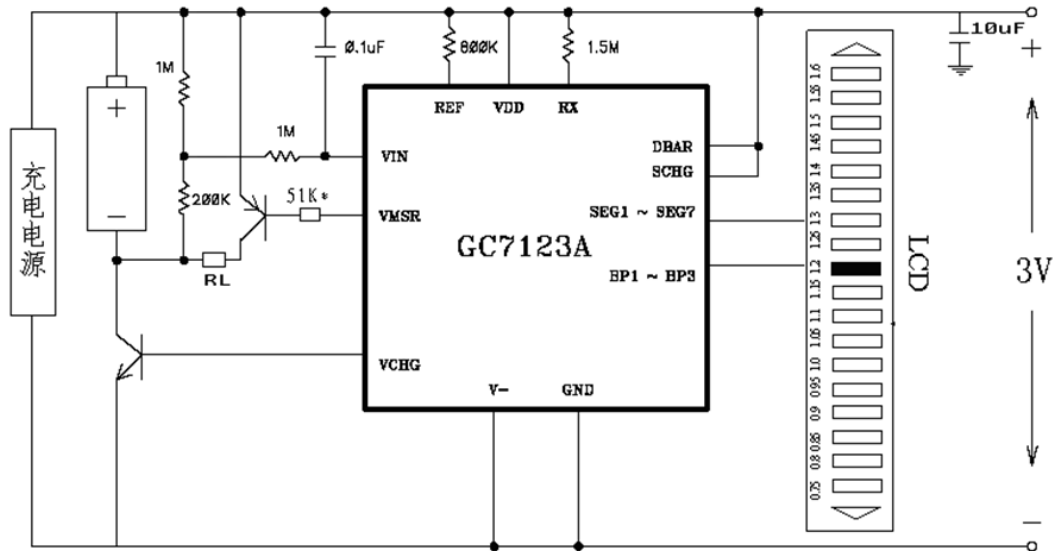 10uF
+
3V
−
1M
0.1uF
800K
1.5M
REF
VDD
RX
1M
VIN
DBAR
SCHG
200K
51K*
VMSR
SEG1 ~ SEG7
GC7123A
RL
BP1 ~ BP3
VCHG
V-
GND
+
−
充电电源
1.6
1.55
1.5
1.45
1.4
1.35
1.3
1.25
1.2
1.15
1.1
1.05
1.0
0.95
0.9
0.85
0.8
0.75
LCD